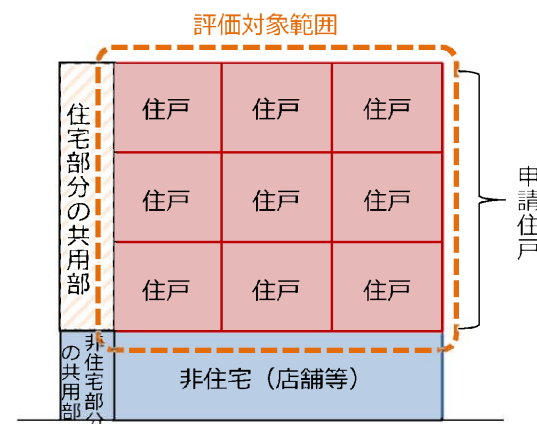 評価対象範囲
住宅部分の共用部
住戸 住戸 住戸
住戸 住戸 住戸
住戸 住戸 住戸
申請住戸
非住宅部分
の共用部
非住宅（店舗等）